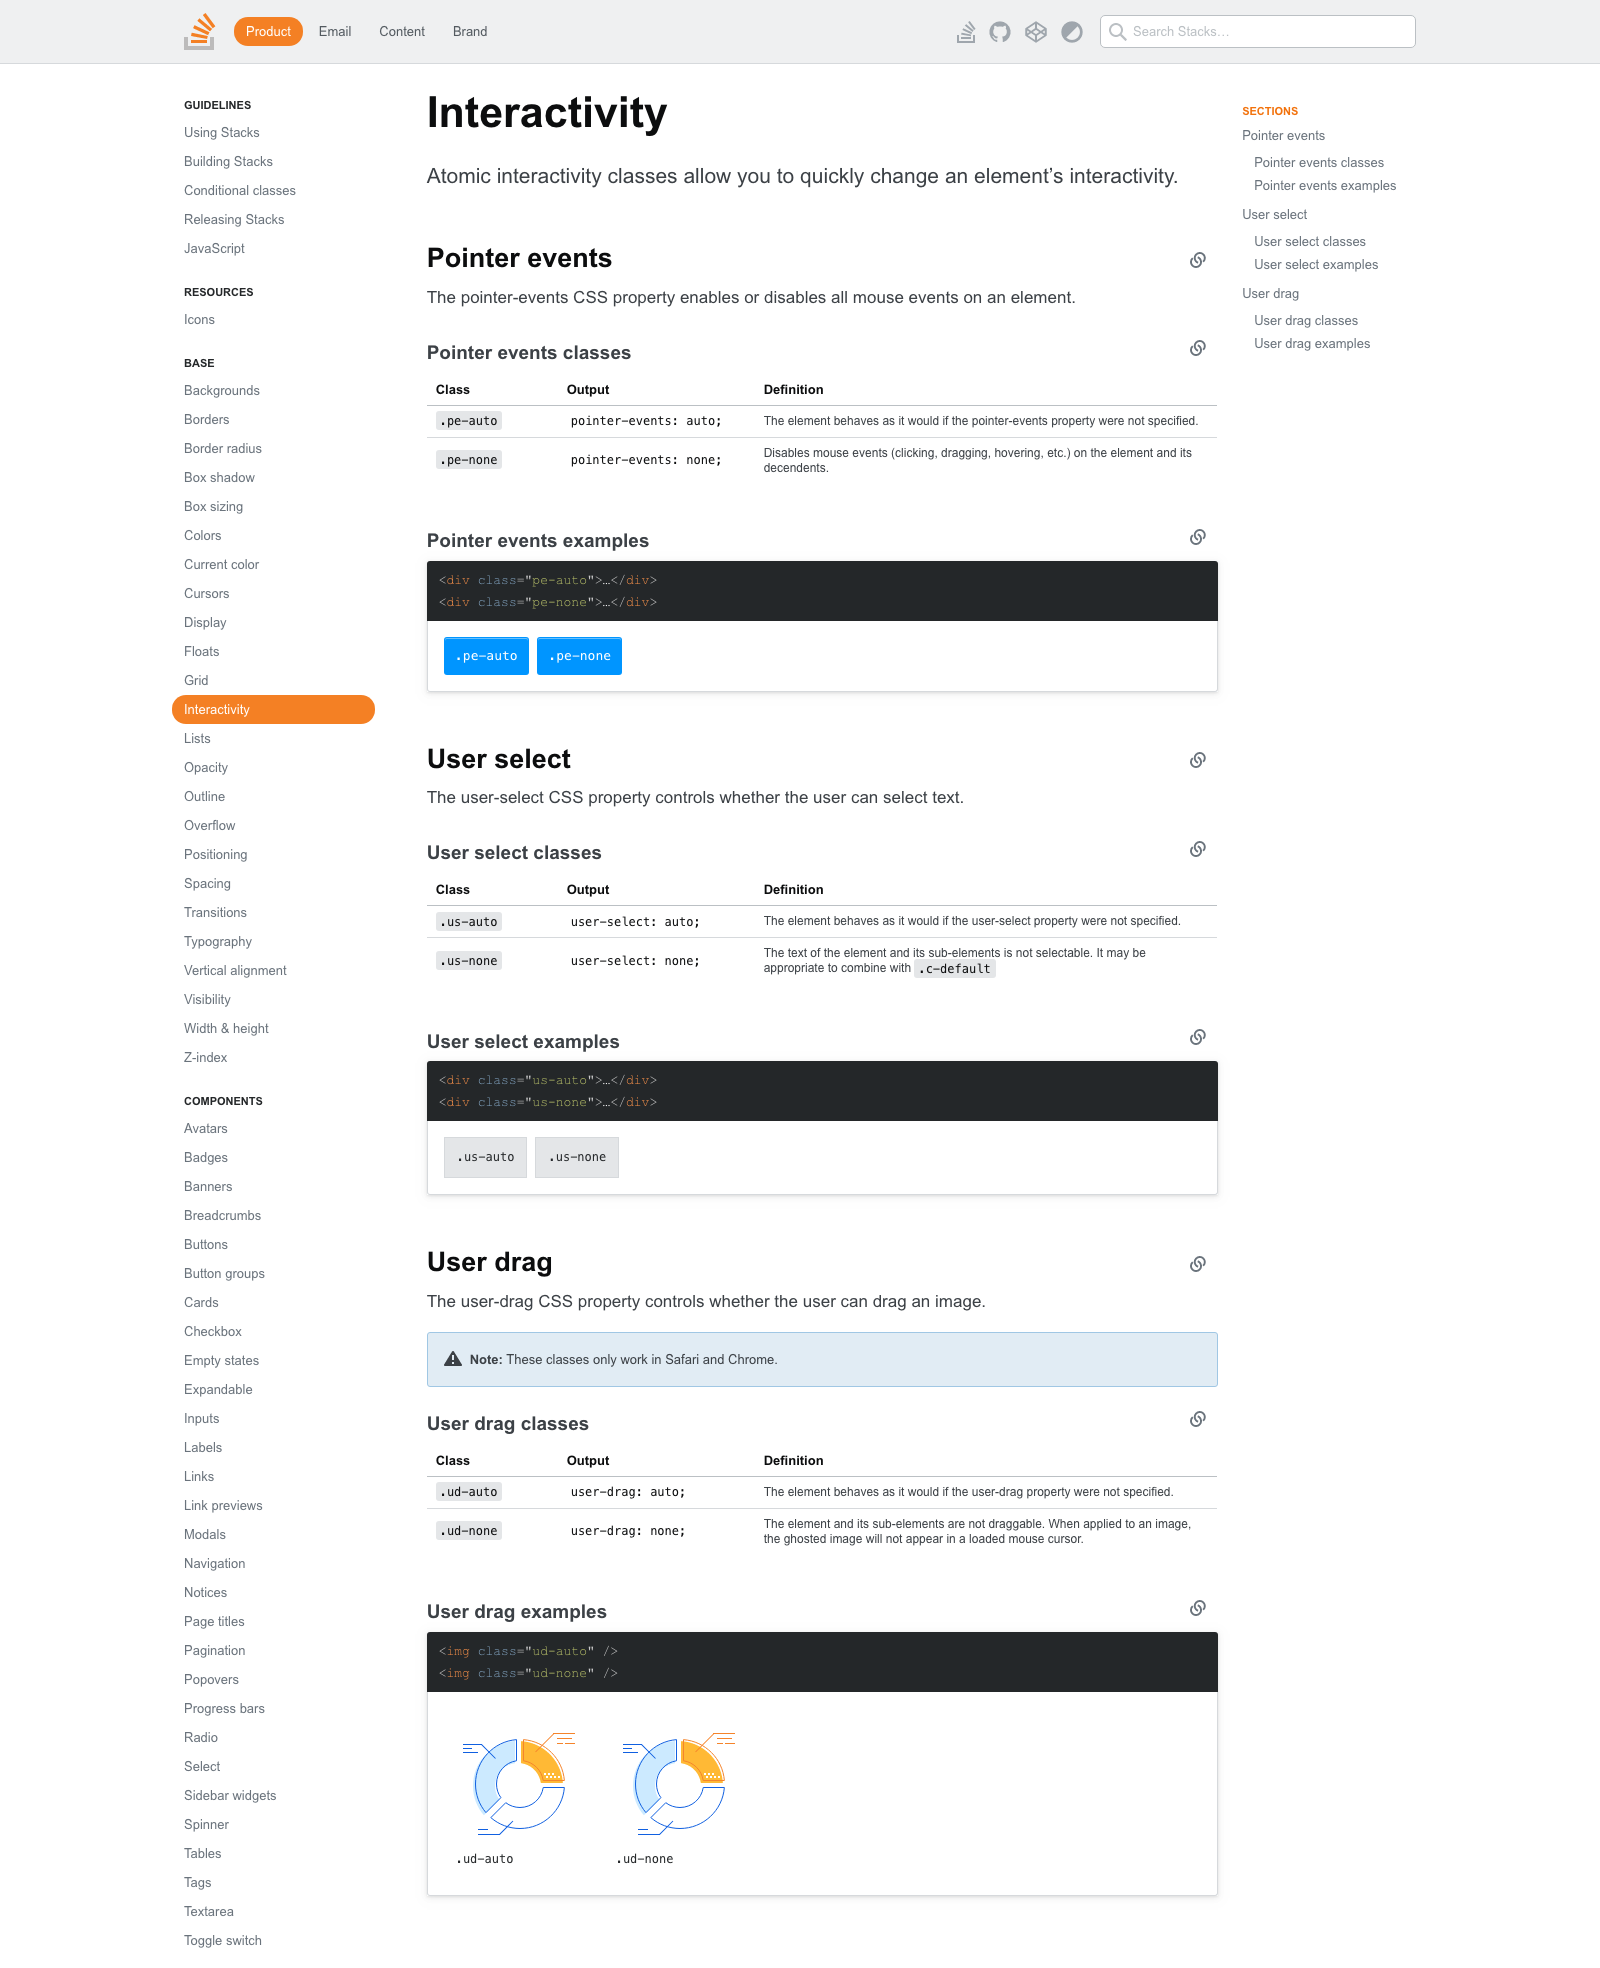 Product
Email
Content
Brand
Search Stacks…
GUIDELINES
Using Stacks
Building Stacks
Conditional classes
Releasing Stacks
JavaScript
RESOURCES
Icons
BASE
Backgrounds
Borders
Border radius
Box shadow
Box sizing
Colors
Current color
Cursors
Display
Floats
Grid
Interactivity
Lists
Opacity
Outline
Overflow
Positioning
Spacing
Transitions
Typography
Vertical alignment
Visibility
Width & height
Z-index
COMPONENTS
Avatars
Badges
Banners
Breadcrumbs
Buttons
Button groups
Cards
Checkbox
Empty states
Expandable
Inputs
Labels
Links
Link previews
Modals
Navigation
Notices
Page titles
Pagination
Popovers
Progress bars
Radio
Select
Sidebar widgets
Spinner
Tables
Tags
Textarea
Toggle switch
Interactivity
Atomic interactivity classes allow you to quickly change an element’s interactivity.
Pointer events
The pointer-events CSS property enables or disables all mouse events on an element.
Pointer events classes
Class Output Definition
.pe-auto pointer-events: auto; The element behaves as it would if the pointer-events property were not specified.
.pe-none pointer-events: none; Disables mouse events (clicking, dragging, hovering, etc.) on the element and its
decendents.
Pointer events examples
<div class="pe-auto">…</div>
<div class="pe-none">…</div>
.pe-auto .pe-none
User select
The user-select CSS property controls whether the user can select text.
User select classes
Class Output Definition
.us-auto user-select: auto; The element behaves as it would if the user-select property were not specified.
.us-none user-select: none; The text of the element and its sub-elements is not selectable. It may be
appropriate to combine with .c-default
User select examples
<div class="us-auto">…</div>
<div class="us-none">…</div>
.us-auto .us-none
User drag
The user-drag CSS property controls whether the user can drag an image.
Note: These classes only work in Safari and Chrome.
User drag classes
Class Output Definition
.ud-auto user-drag: auto; The element behaves as it would if the user-drag property were not specified.
.ud-none user-drag: none; The element and its sub-elements are not draggable. When applied to an image,
the ghosted image will not appear in a loaded mouse cursor.
User drag examples
<img class="ud-auto" />
<img class="ud-none" />
.ud-auto .ud-none
SECTIONS
Pointer events
Pointer events classes
Pointer events examples
User select
User select classes
User select examples
User drag
User drag classes
User drag examples